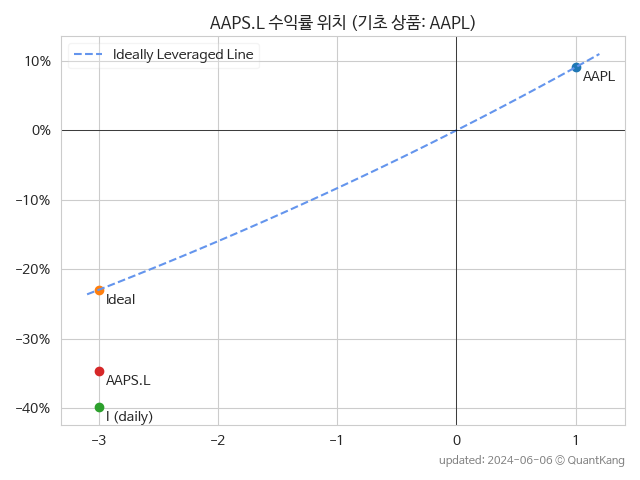 AAPS.L 수익률 위치 (기초 상품: AAPL)
Ideally Leveraged Line
10%
AAPL
0%
−10%
−20%
Ideal
−30%
AAPS.L
−40%
I (daily)
−3 −2 −1 0 1
updated: 2024-06-06 © QuantKang